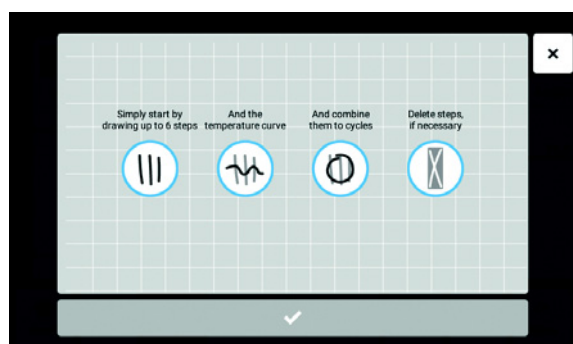 Simply start by
drawing up to 6 steps
And the
temperature curve
And combine
them to cycles
Delete steps,
if necessary